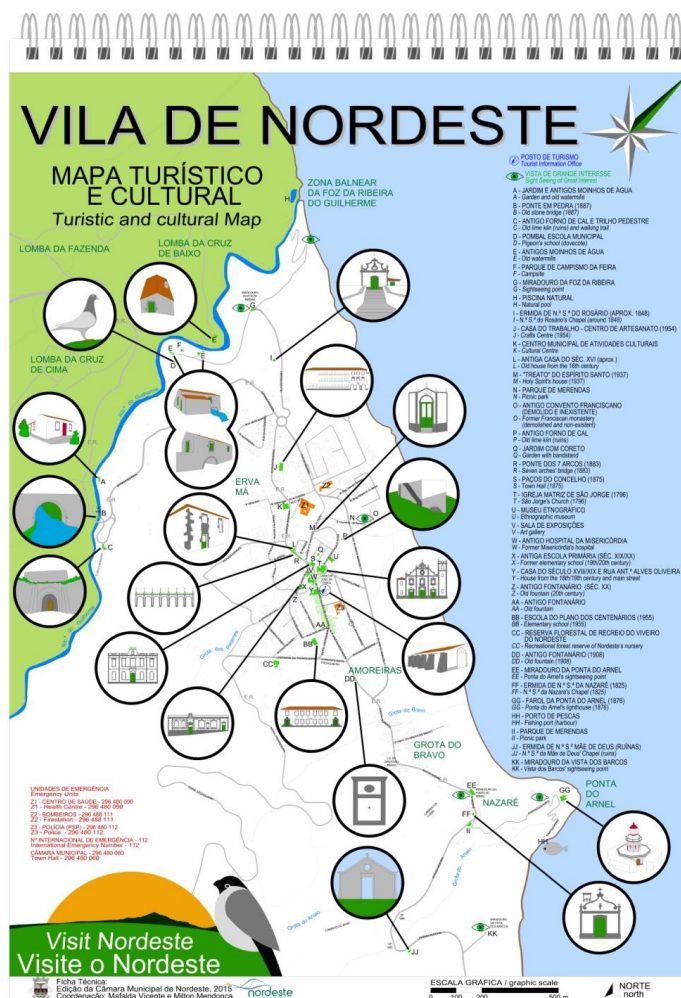 VILA DE NORDESTE
MAPA TURÍSTICO
E CULTURAL
Turistic and cultural Map
ZONA BALNEAR
DA FOZ DA RIBEIRA
DO GUILHERME
LOMBA DA FAZENDA
LOMBA DA CRUZ
DE BAIXO
LOMBA DA CRUZ
DE CIMA
ERVA
MÁ
AMOREIRAS
GROTA DO
BRAVO
NAZARÉ
PONTA
DO
ARNEL
Grota do Bravo
POSTO DE TURISMO
Tourist Information Office
VISTA DE GRANDE INTERESSE
Sight Seeing of Great Interest
A - JARDIM E ANTIGOS MOINHOS DE ÁGUA
A - Garden and old watermills
B - PONTE EM PEDRA (1887)
B - Old stone bridge (1887)
C - ANTIGO FORNO DE CAL E TRILHO PEDESTRE
C - Old lime kiln (ruins) and walking trail
D - POMBAL ESCOLA MUNICIPAL
D - Pigeon's school (dovecote)
E - ANTIGOS MOINHOS DE ÁGUA
E - Old watermills
F - PARQUE DE CAMPISMO DA FEIRA
F - Campsite
G - MIRADOURO DA FOZ DA RIBEIRA
G - Sightseeing point
H - PISCINA NATURAL
H - Natural pool
I - ERMIDA DE N.ª S.ª DO ROSÁRIO (APROX. 1848)
I - N.ª S.ª do Rosário's Chapel (around 1848)
J - CASA DO TRABALHO - CENTRO DE ARTESANATO (1954)
J - Crafts Centre (1954)
K - CENTRO MUNICIPAL DE ATIVIDADES CULTURAIS
K - Cultural Centre
L - ANTIGA CASA DO SÉC. XVI (aprox.)
L - Old house from the 16th century
M - "TREATO" DO ESPÍRITO SANTO (1937)
M - Holy Spirit's house (1937)
N - PARQUE DE MERENDAS
N - Picnic park
O - ANTIGO CONVENTO FRANCISCANO
(DEMOLIDO E INEXISTENTE)
O - Former Franciscan monastery
(demolished and non-existent)
P - ANTIGO FORNO DE CAL
P - Old lime kiln (ruins)
Q - JARDIM COM CORETO
Q - Garden with bandstand
R - PONTE DOS 7 ARCOS (1883)
R - Seven arches' bridge (1883)
S - PAÇOS DO CONCELHO (1875)
S - Town Hall (1875)
T - IGREJA MATRIZ DE SÃO JORGE (1796)
T - São Jorge's Church (1796)
U - MUSEU ETNOGRÁFICO
U - Ethnographic museum
V - SALA DE EXPOSIÇÕES
V - Art gallery
W - ANTIGO HOSPITAL DA MISERICÓRDIA
W - Former Misericordia's hospital
X - ANTIGA ESCOLA PRIMÁRIA (SÉC. XIX/XX)
X - Former elementary school (19th/20th century)
Y - CASA DO SÉCULO XVIII/XIX E RUA ANT.º ALVES OLIVEIRA
Y - House from the 18th/19th century and main street
Z - ANTIGO FONTANÁRIO (SÉC. XX)
Z - Old fountain (20th century)
AA - ANTIGO FONTANÁRIO
AA - Old fountain
BB - ESCOLA DO PLANO DOS CENTENÁRIOS (1955)
BB - Elementary school (1955)
CC - RESERVA FLORESTAL DE RECREIO DO VIVEIRO
DO NORDESTE
CC - Recreational forest reserve of Nordeste's nursery
DD - ANTIGO FONTANÁRIO (1908)
DD - Old fountain (1908)
EE - MIRADOURO DA PONTA DO ARNEL
EE - Ponta do Arnel's sightseeing point
FF - ERMIDA DE N.ª S.ª DA NAZARÉ (1825)
FF - N.ª S.ª da Nazaré's Chapel (1825)
GG - FAROL DA PONTA DO ARNEL (1876)
GG - Ponta do Arnel's lighthouse (1876)
HH - PORTO DE PESCAS
HH - Fishing port (harbour)
II - PARQUE DE MERENDAS
II - Picnic park
JJ - ERMIDA DE N.ª S.ª MÃE DE DEUS (RUÍNAS)
JJ - N.ª S.ª da Mãe de Deus' Chapel (ruins)
KK - MIRADOURO DA VISTA DOS BARCOS
KK - Vista dos Barcos' sightseeing point
UNIDADES DE EMERGÊNCIA
Emergency Units
Z1 - CENTRO DE SAÚDE - 296 480 090
Z1 - Health Centre - 296 480 090
Z2 - BOMBEIROS - 296 488 111
Z2 - Firestation - 296 488 111
Z3 - POLÍCIA (PSP) - 296 480 112
Z3 - Police - 296 480 112
Nº INTERNACIONAL DE EMERGÊNCIA - 112
International Emergency Number - 112
CÂMARA MUNICIPAL - 296 480 060
Town Hall - 296 480 060
Visit Nordeste
Visite o Nordeste
Ficha Técnica:
Edição da Câmara Municipal de Nordeste, 2015
Coordenação: Mafalda Vicente e Milton Mendonça
nordeste
ESCALA GRÁFICA / graphic scale
0 100 200 500 m
NORTE
north